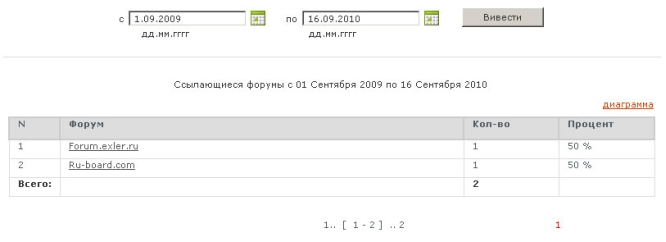 с 1.09.2009 по 16.09.2010 Вывести
дд.мм.гггг дд.мм.гггг
Ссылающиеся форумы с 01 Сентября 2009 по 16 Сентября 2010
диаграмма
N Форум Кол-во Процент
1 Forum.exler.ru 1 50 %
2 Ru-board.com 1 50 %
Всего: 2
1.. [ 1 - 2 ] ..2 1